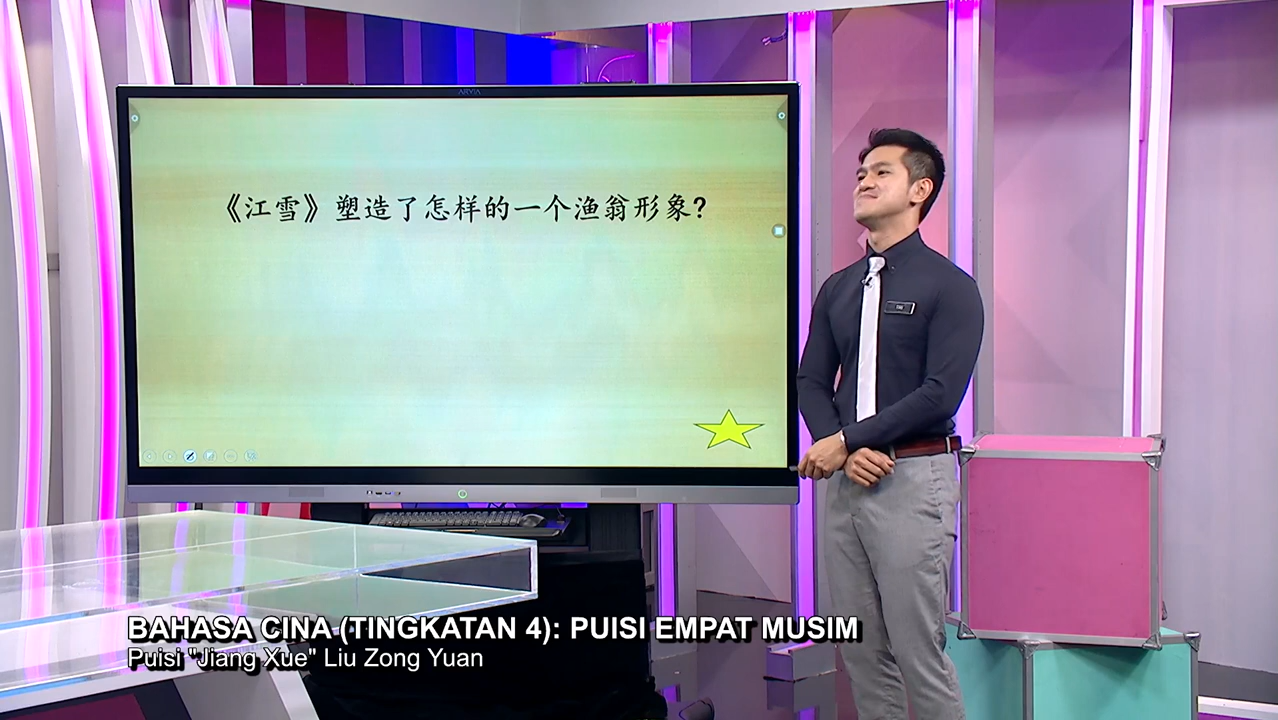 ARVIA
《江雪》塑造了怎样的一个渔翁形象?
BAHASA CINA (TINGKATAN 4): PUISI EMPAT MUSIM
Puisi "Jiang Xue" Liu Zong Yuan